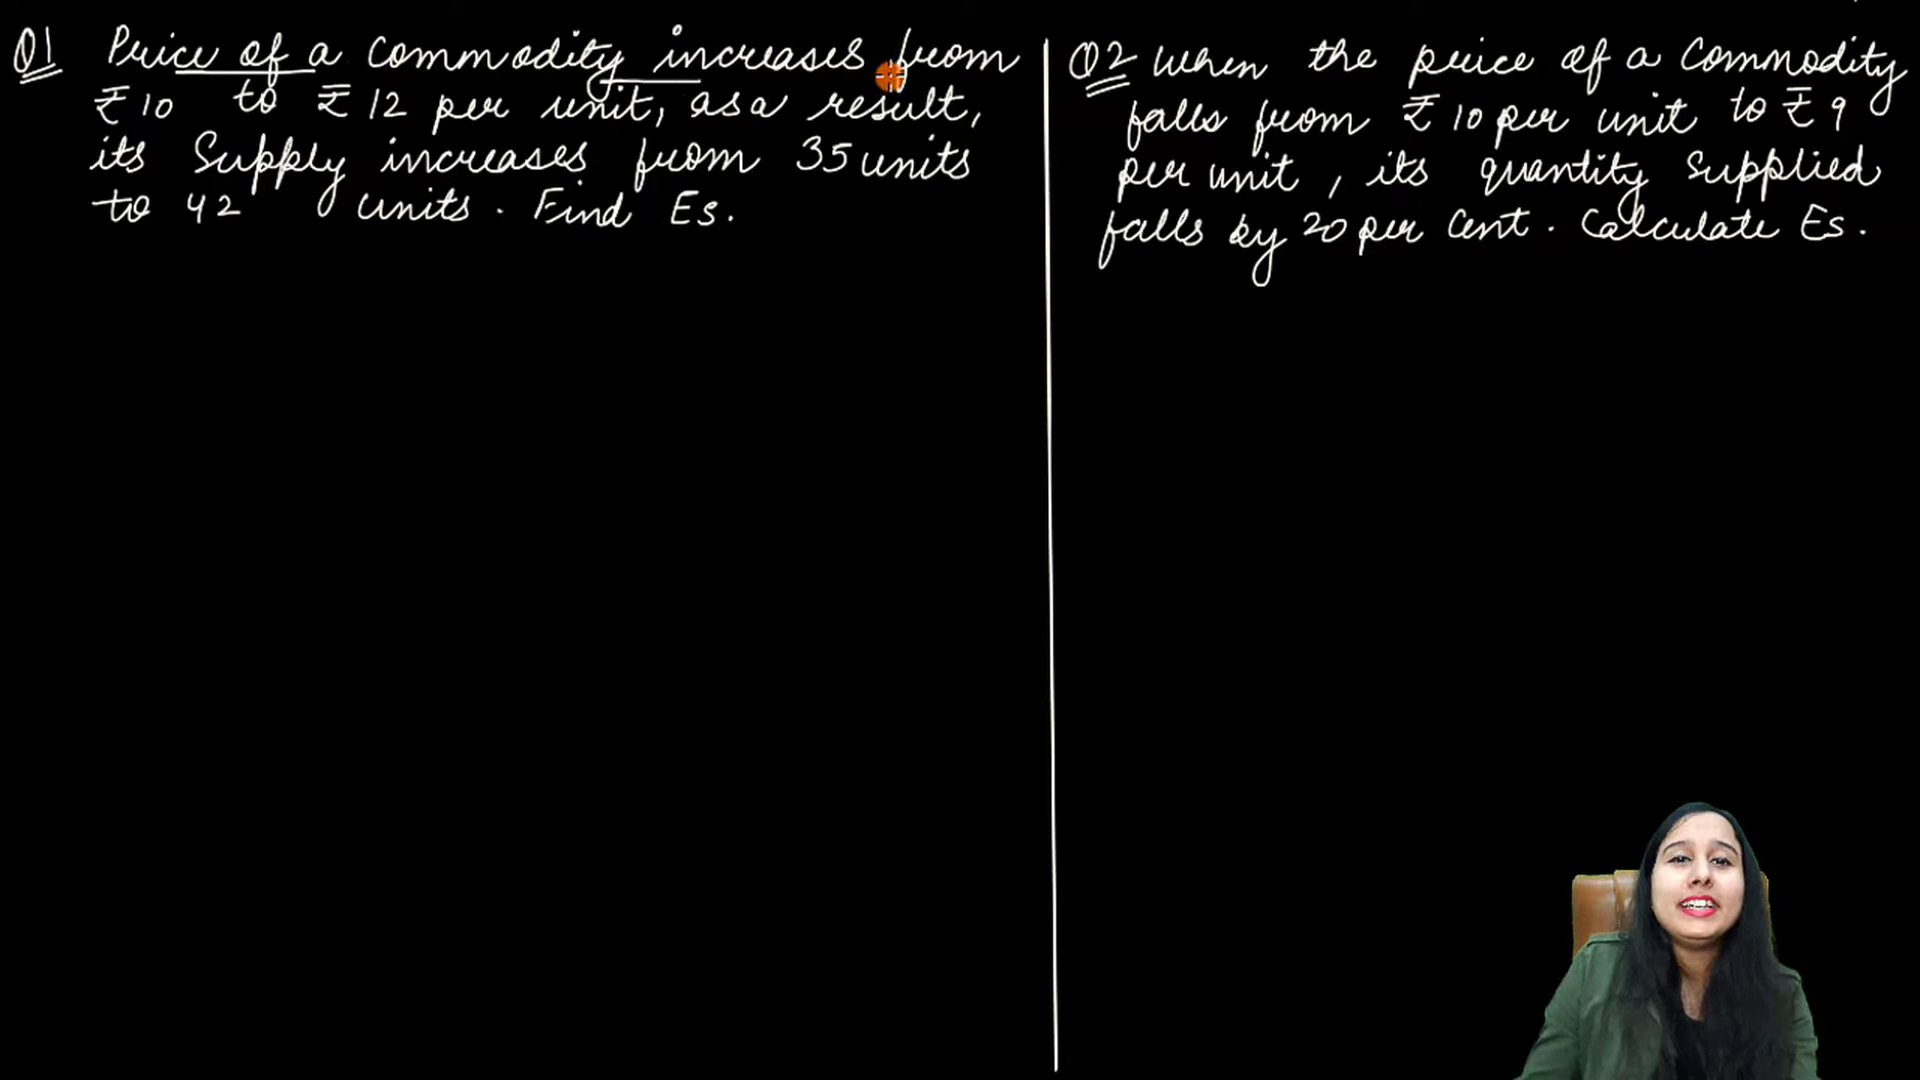 Q1 Price of a Commodity increases from
₹10 to ₹12 per unit, as a result,
its Supply increases from 35 units
to 42 units. Find Es.
Q2 When the price of a Commodity
falls from ₹10 per unit to ₹9
per unit, its quantity Supplied
falls by 20 per Cent. Calculate Es.